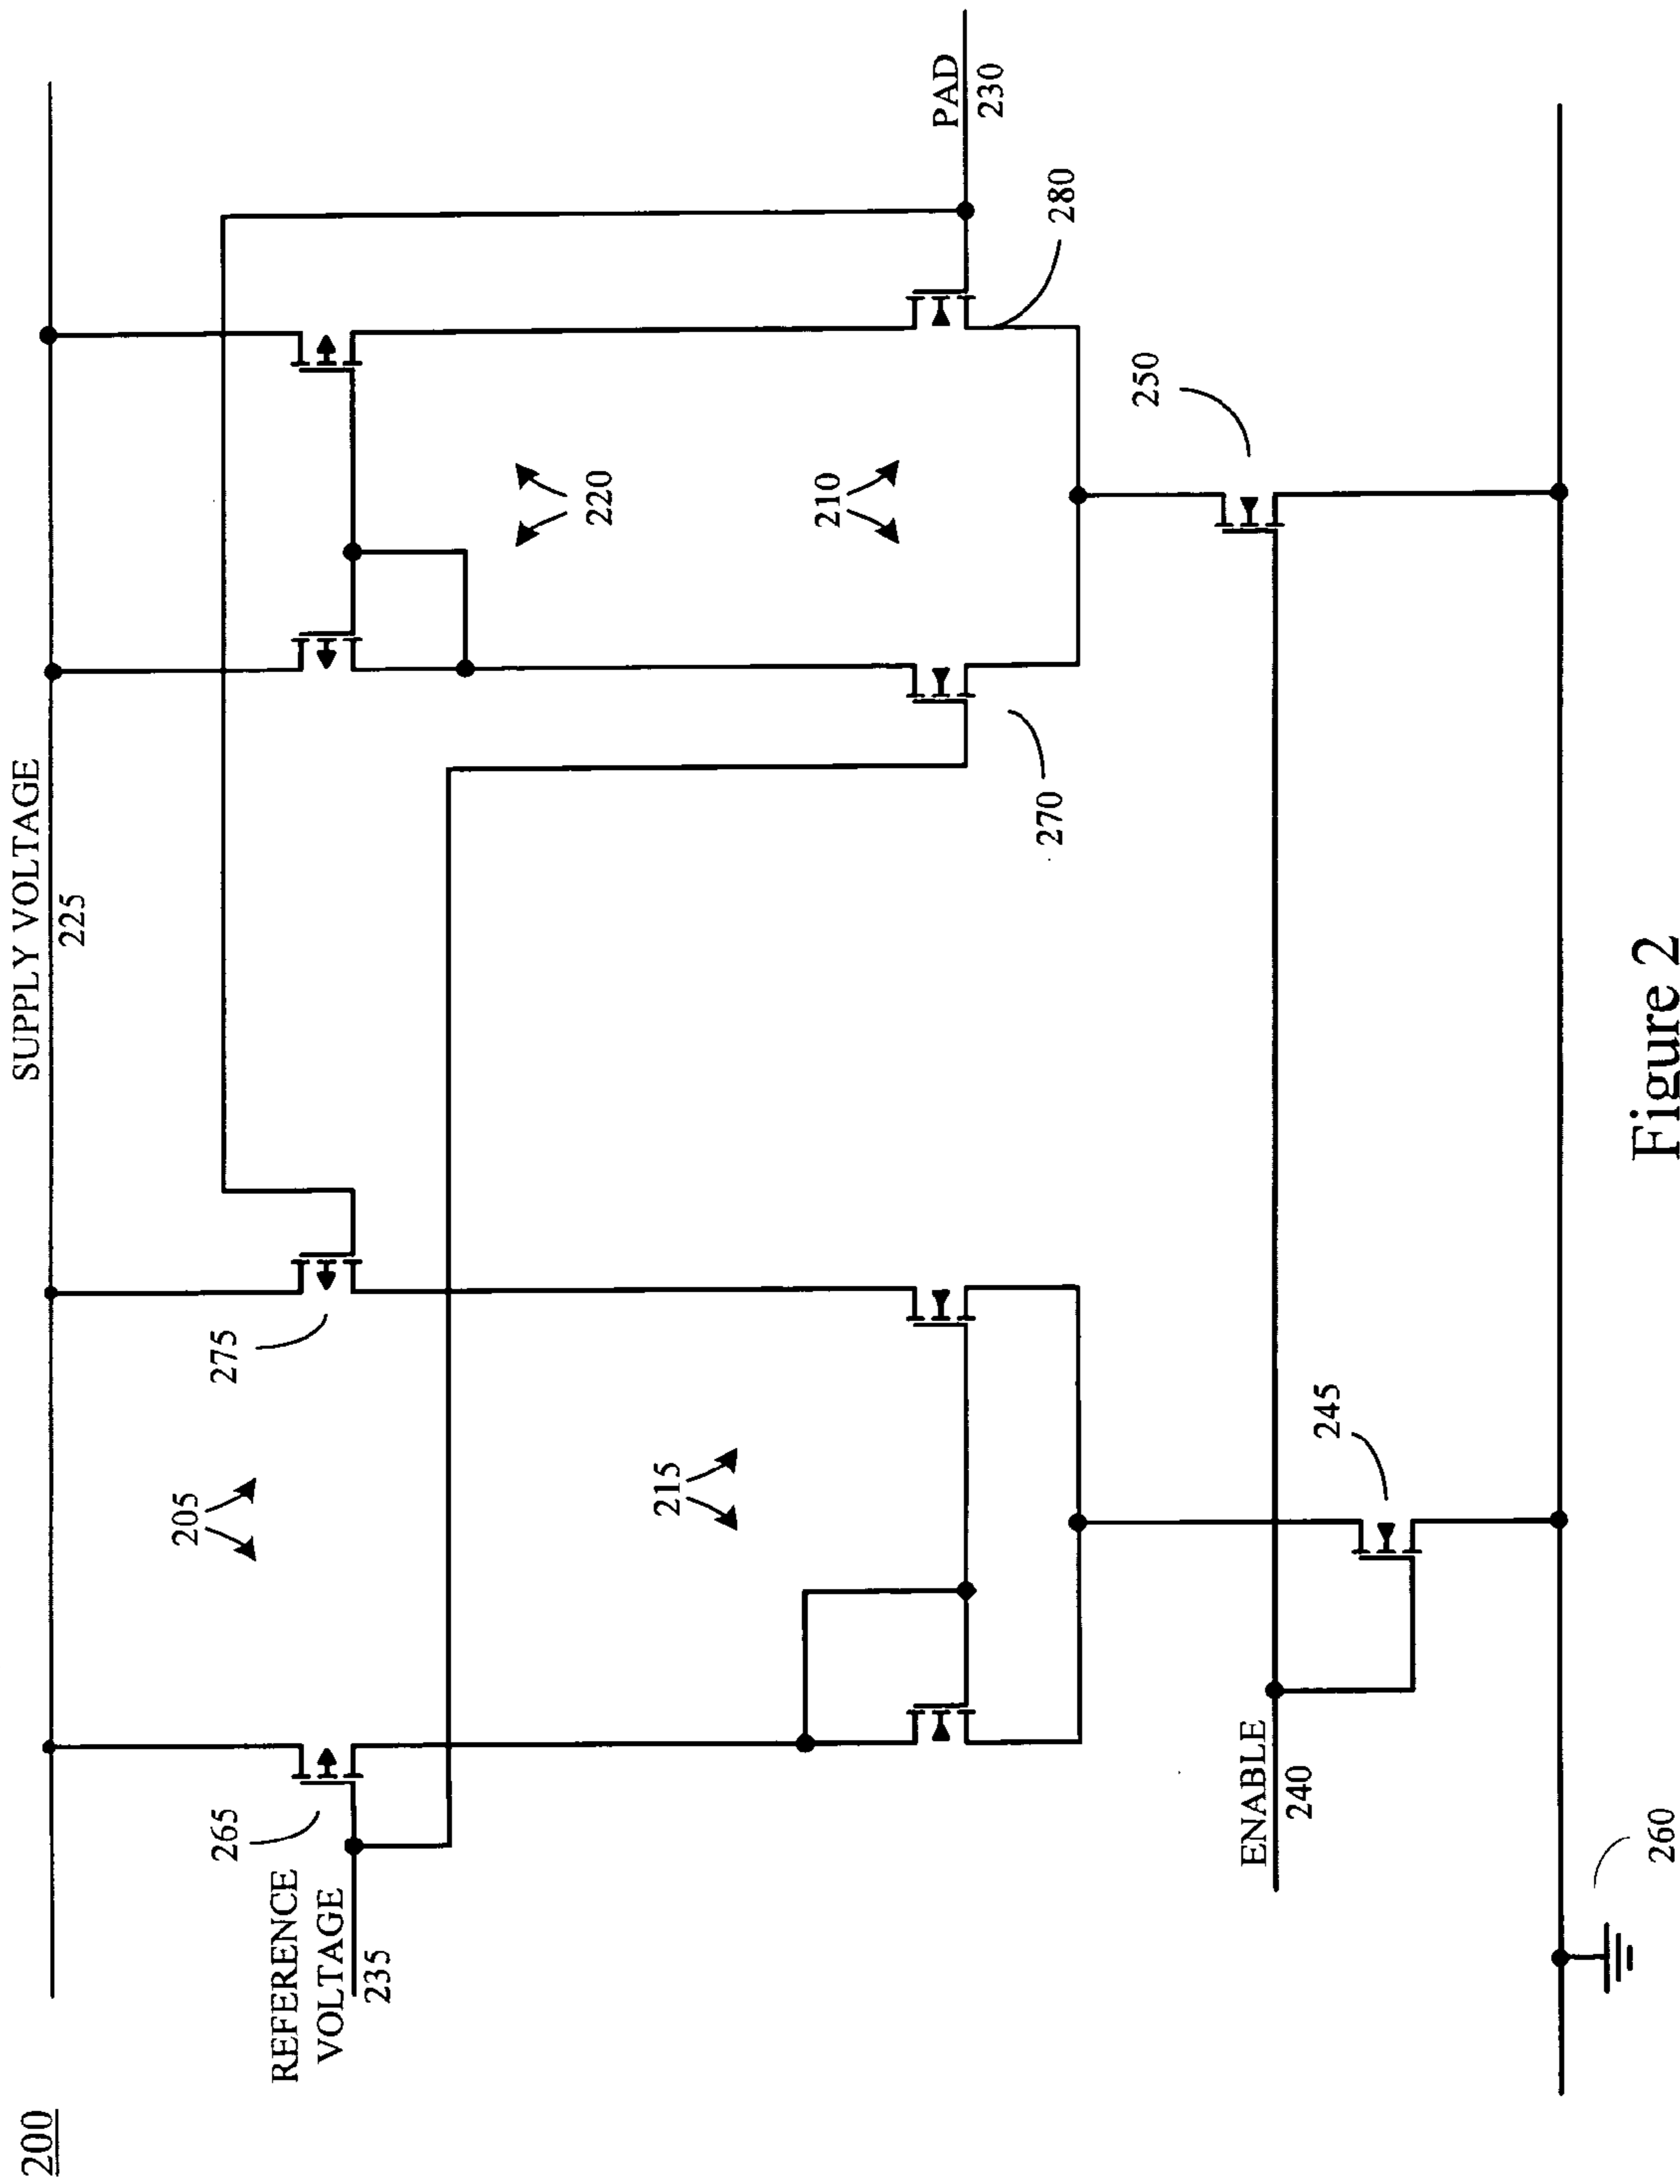 200
SUPPLY VOLTAGE
225
205
265
275
REFERENCE
VOLTAGE
235
220
215
210
PAD
230
270
280
ENABLE
240
245
250
260
Figure 2